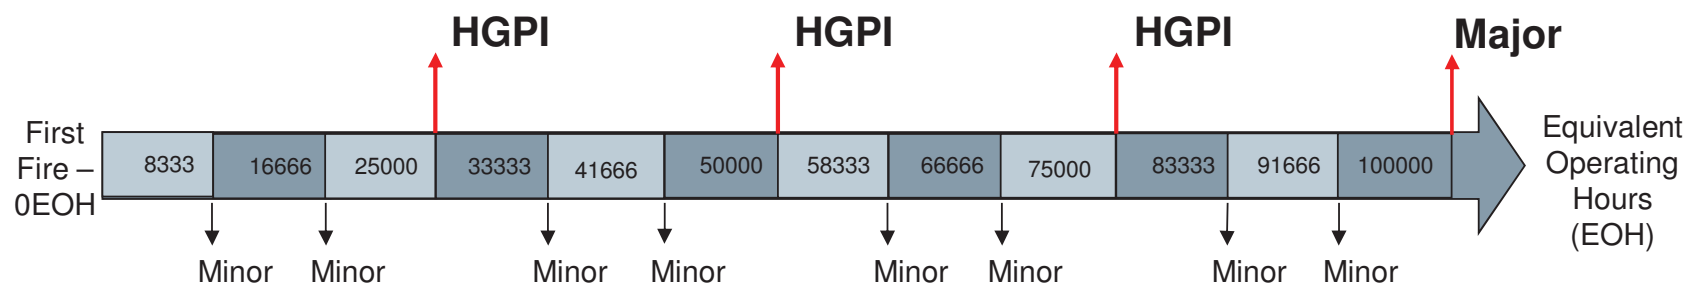 HGPI HGPI HGPI Major
First
Fire –
0EOH
8333 16666 25000 33333 41666 50000 58333 66666 75000 83333 91666 100000
Equivalent
Operating
Hours
(EOH)
Minor Minor Minor Minor Minor Minor Minor Minor